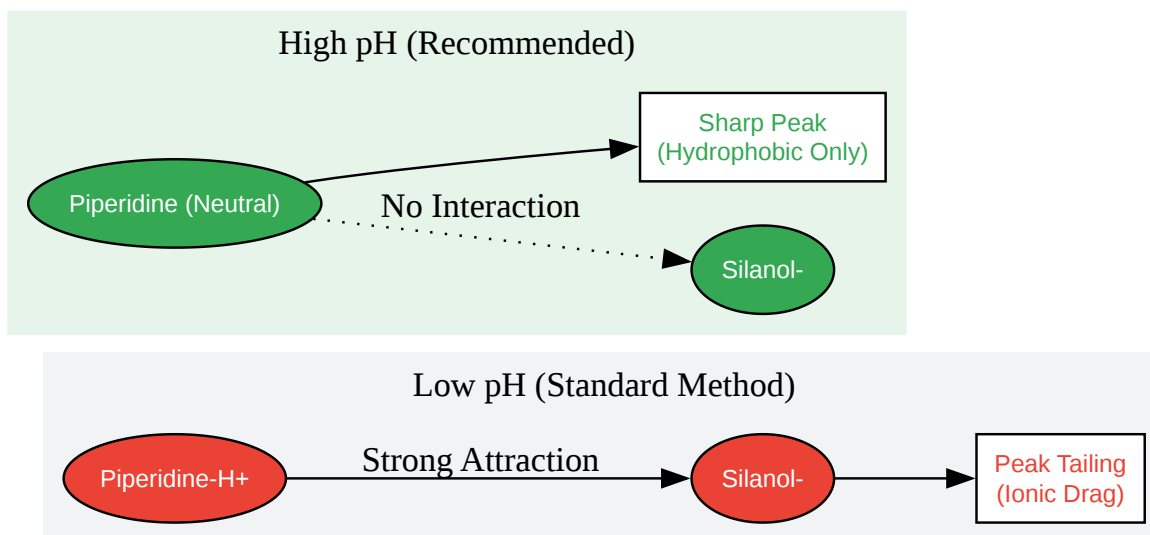 High pH (Recommended)
Sharp Peak
(Hydrophobic Only)
Piperidine (Neutral)
No Interaction
Silanol-
Low pH (Standard Method)
Piperidine-H+
Strong Attraction
Silanol-
Peak Tailing
(Ionic Drag)